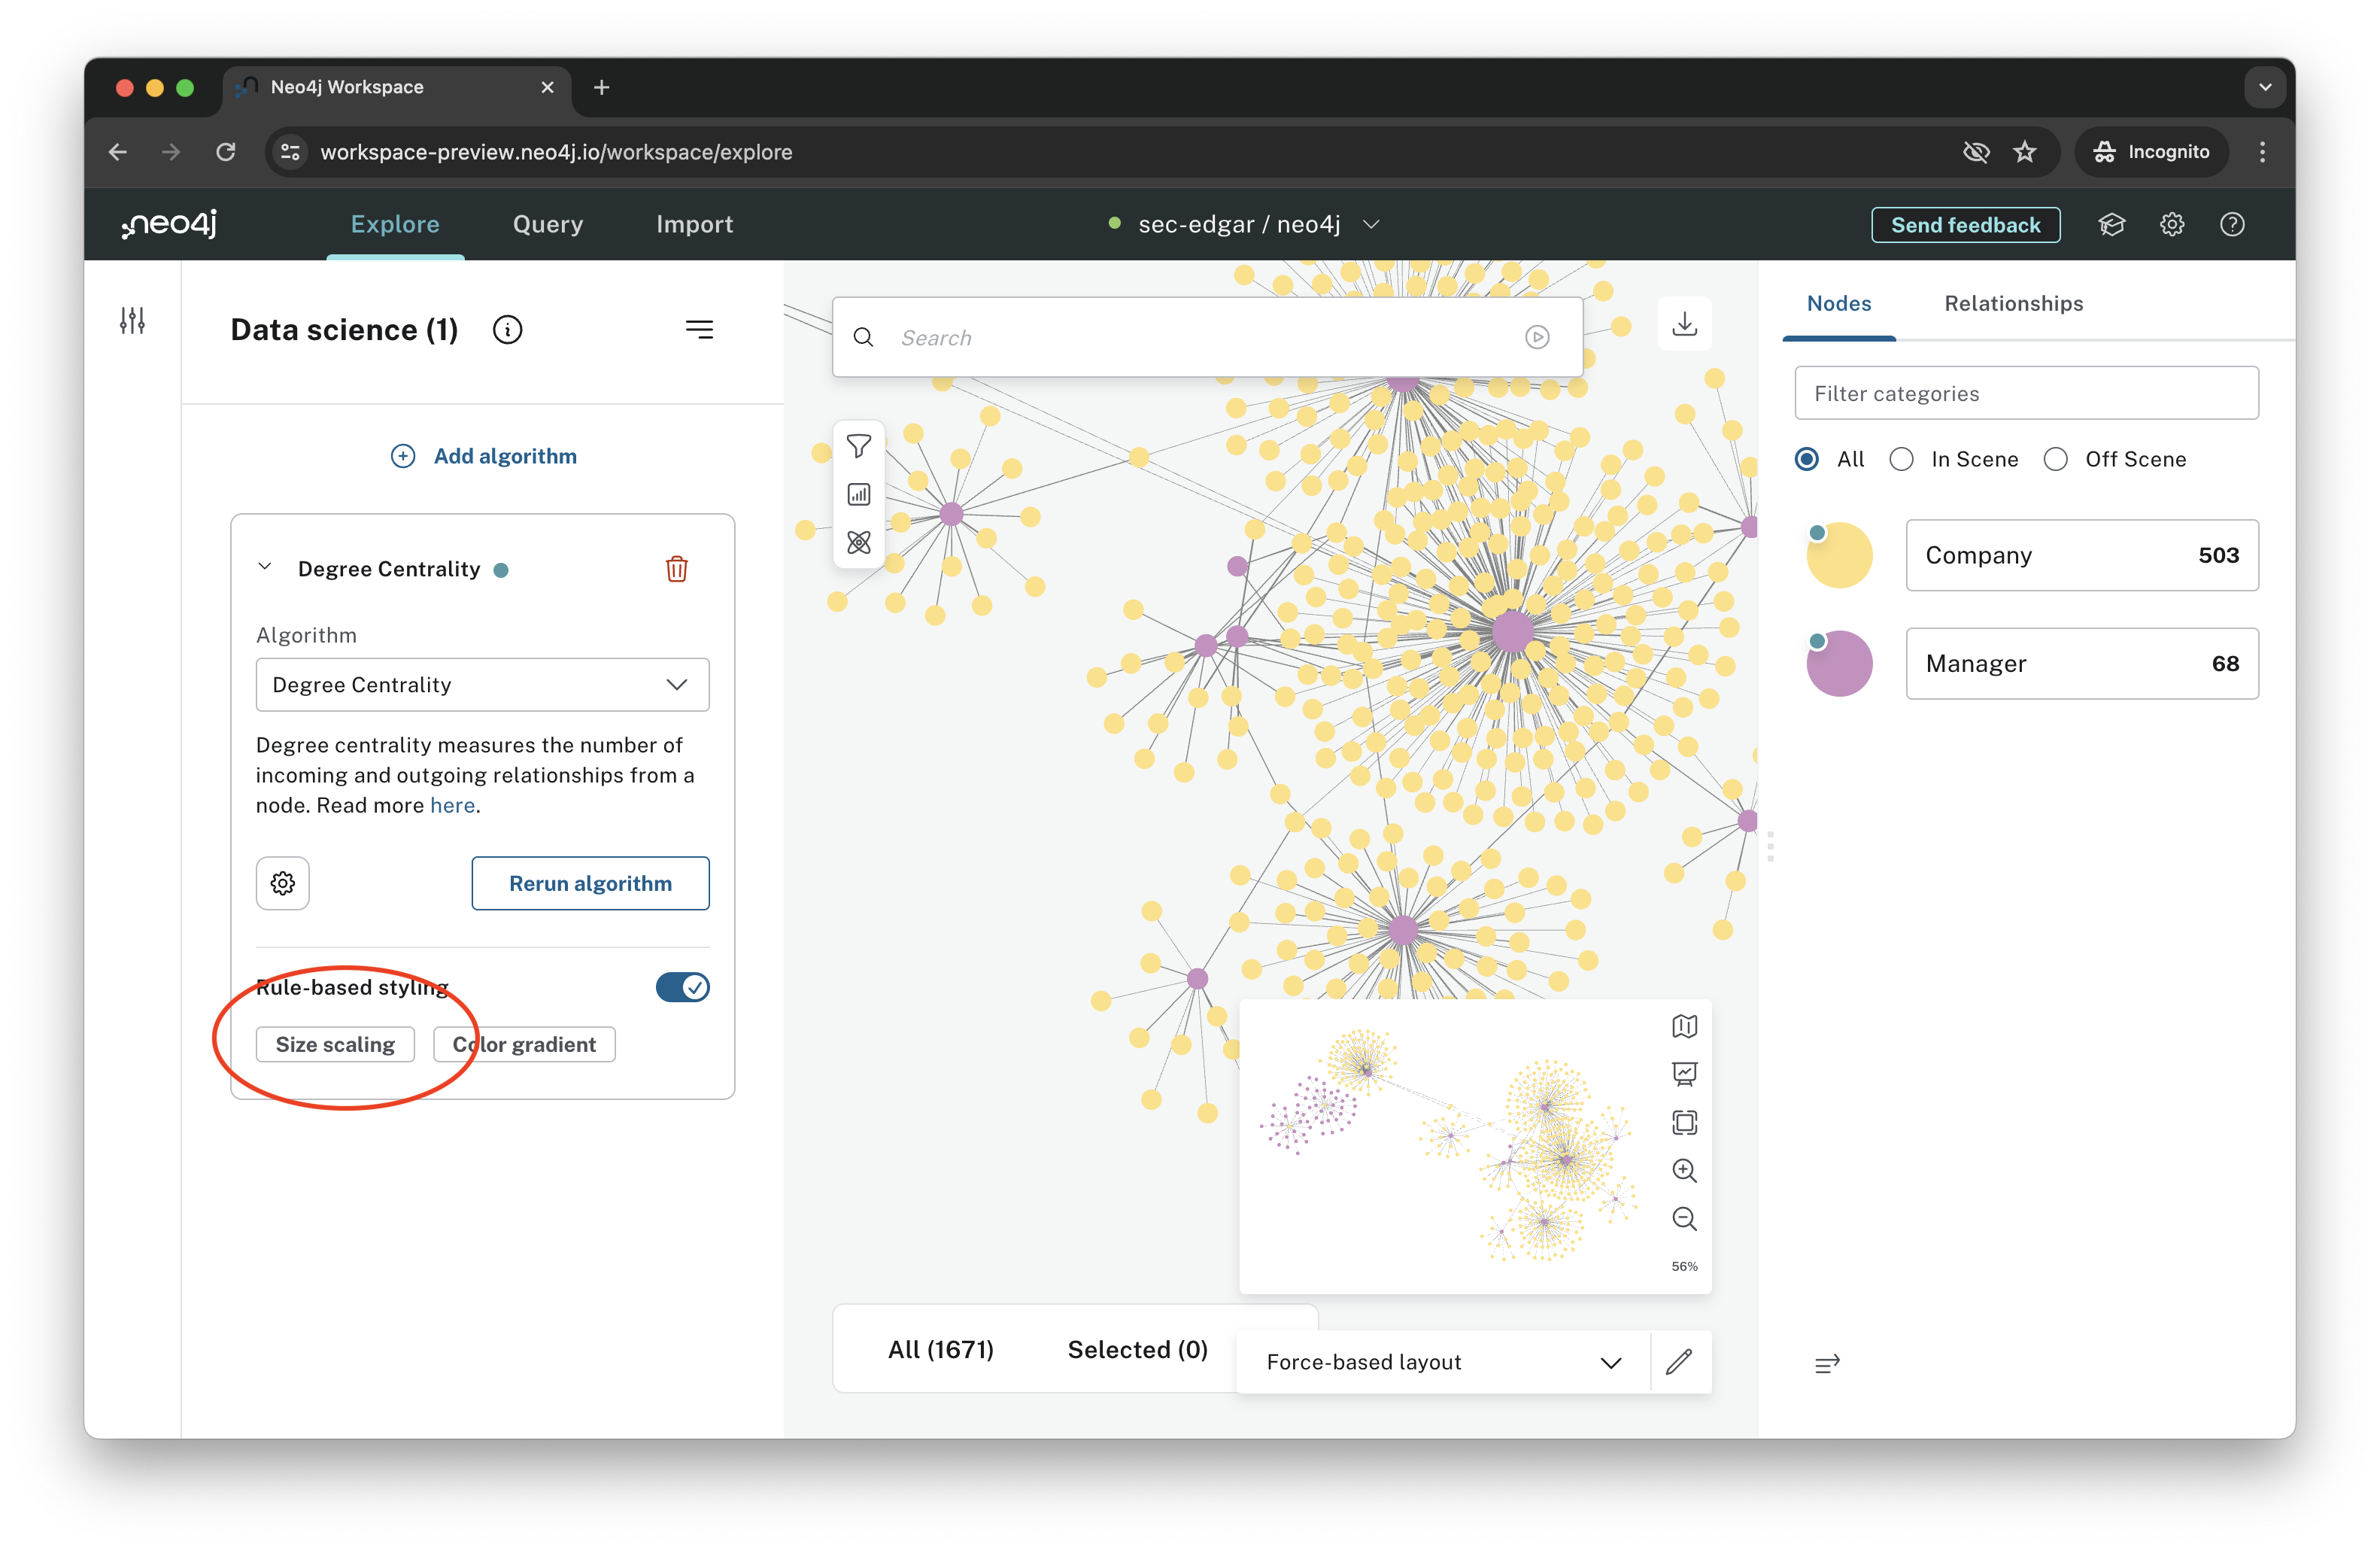 Neo4j Workspace
workspace-preview.neo4j.io/workspace/explore
Incognito
neo4j
Explore
Query
Import
sec-edgar / neo4j
Send feedback
Data science (1)
Add algorithm
Degree Centrality
Algorithm
Degree Centrality
Degree centrality measures the number of
incoming and outgoing relationships from a
node. Read more here.
Rerun algorithm
Rule-based styling
Size scaling
Color gradient
Search
56%
All (1671)
Selected (0)
Force-based layout
Nodes
Relationships
Filter categories
All
In Scene
Off Scene
Company 503
Manager 68